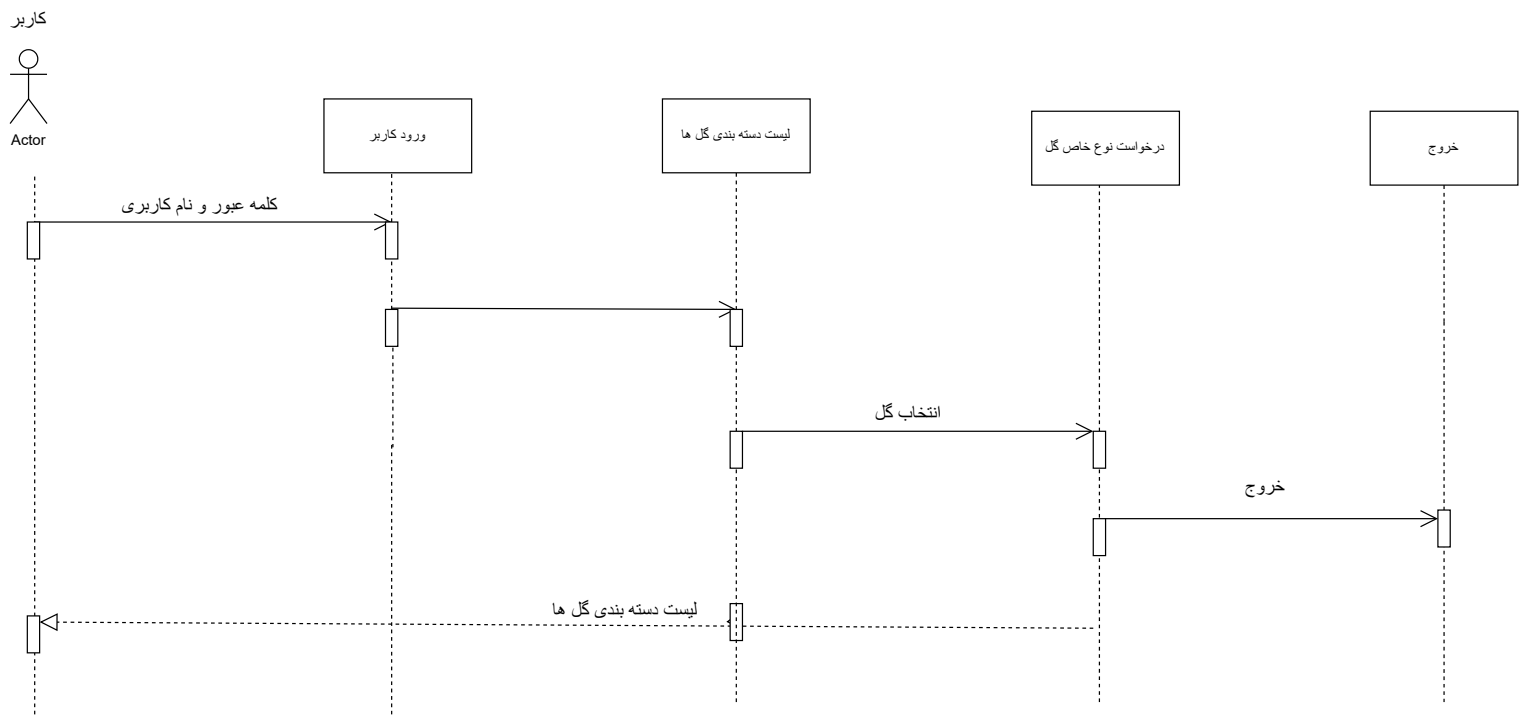 کاربر
Actor
ورود کاربر
لیست دسته بندی گل ها
درخواست نوع خاص گل
خروج
کلمه عبور و نام کاربری
انتخاب گل
خروج
لیست دسته بندی گل ها